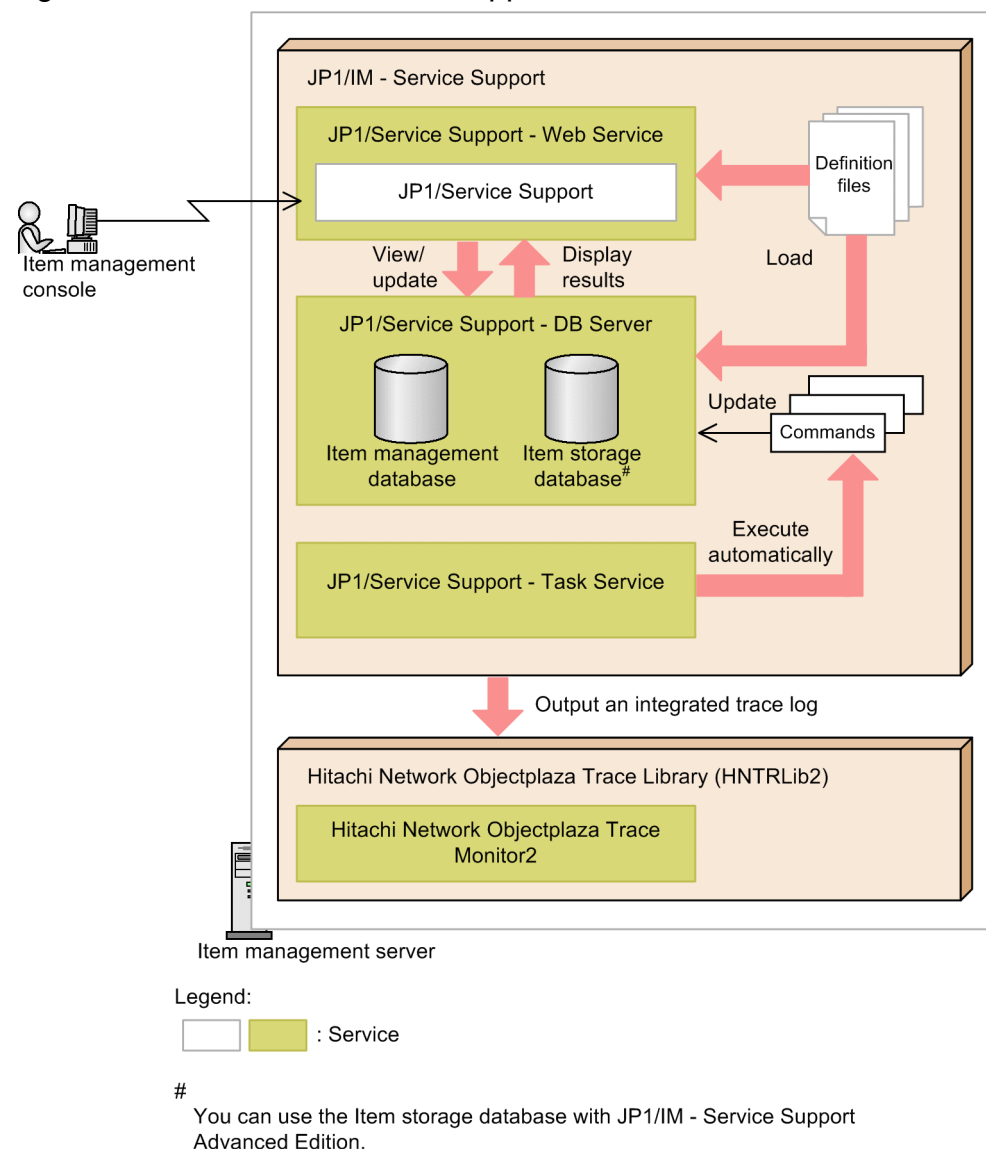 JP1/IM - Service Support
JP1/Service Support - Web Service
JP1/Service Support
Definition
files
Item management
console
View/
update
Display
results
Load
JP1/Service Support - DB Server
Item management
database
Item storage
database#
Update
Commands
Execute
automatically
JP1/Service Support - Task Service
Output an integrated trace log
Hitachi Network Objectplaza Trace Library (HNTRLib2)
Hitachi Network Objectplaza Trace
Monitor2
Item management server
Legend:
: Service
#
You can use the Item storage database with JP1/IM - Service Support
Advanced Edition.